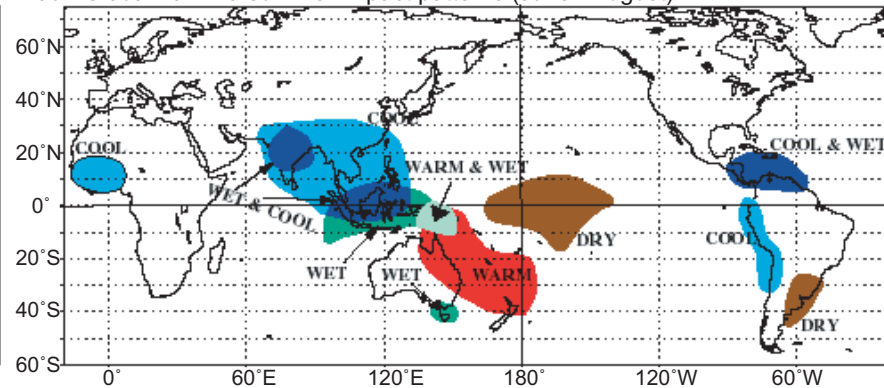 60˚N
40˚N
20˚N
0˚
20˚S
40˚S
60˚S
COOL
COOL
WET & COOL
WARM & WET
COOL & WET
DRY
COOL
WET
WET
WARM
DRY
0˚
60˚E
120˚E
180˚
120˚W
60˚W